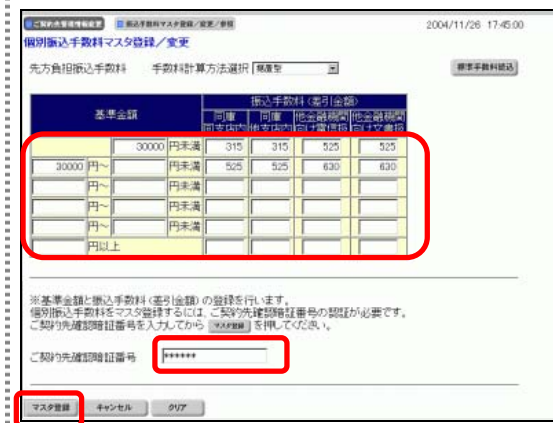 ご契約先管理情報変更 振込手数料マスタ登録/変更/参照 2004/11/26 17:45:00
個別振込手数料マスタ登録/変更
先方負担振込手数料 手数料計算方法選択 据置型 標準手数料読込
振込手数料(差引金額)
基準金額 同庫同支店内 同庫他支店内 他金融機関向け電信扱 他金融機関向け文書扱
30000 円未満 315 315 525 525
30000 円~ 円未満 525 525 630 630
円~ 円未満
円~ 円未満
円~ 円未満
円以上
※基準金額と振込手数料(差引金額)の登録を行います。
個別振込手数料をマスタ登録するには、ご契約先確認暗証番号の認証が必要です。
ご契約先確認暗証番号を入力してから マスタ登録 を押してください。
ご契約先確認暗証番号 ******
マスタ登録 キャンセル クリア